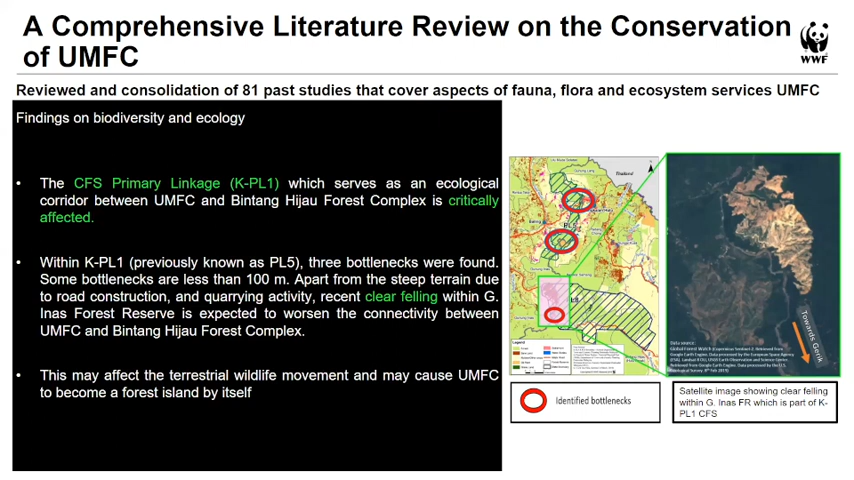 A Comprehensive Literature Review on the Conservation
of UMFC
WWF
Reviewed and consolidation of 81 past studies that cover aspects of fauna, flora and ecosystem services UMFC
Findings on biodiversity and ecology
• The CFS Primary Linkage (K-PL1) which serves as an ecological
corridor between UMFC and Bintang Hijau Forest Complex is critically
affected.
• Within K-PL1 (previously known as PL5), three bottlenecks were found.
Some bottlenecks are less than 100 m. Apart from the steep terrain due
to road construction, and quarrying activity, recent clear felling within G.
Inas Forest Reserve is expected to worsen the connectivity between
UMFC and Bintang Hijau Forest Complex.
• This may affect the terrestrial wildlife movement and may cause UMFC
to become a forest island by itself
Thailand
Legend
Towards Gerik
Data source:
Identified bottlenecks
Satellite image showing clear felling
within G. Inas FR which is part of K-
PL1 CFS